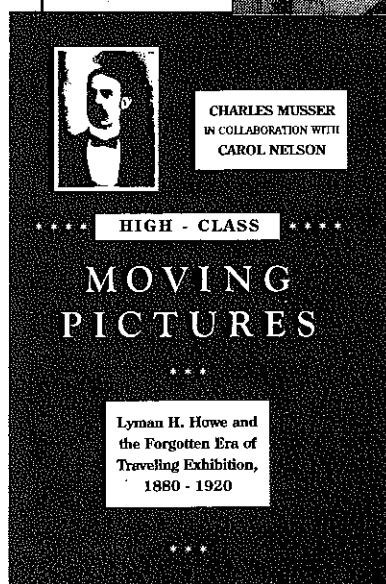 CHARLES MUSSER
IN COLLABORATION WITH
CAROL NELSON
HIGH - CLASS
MOVING
PICTURES
Lyman H. Howe and
the Forgotten Era of
Traveling Exhibition,
1880 - 1920